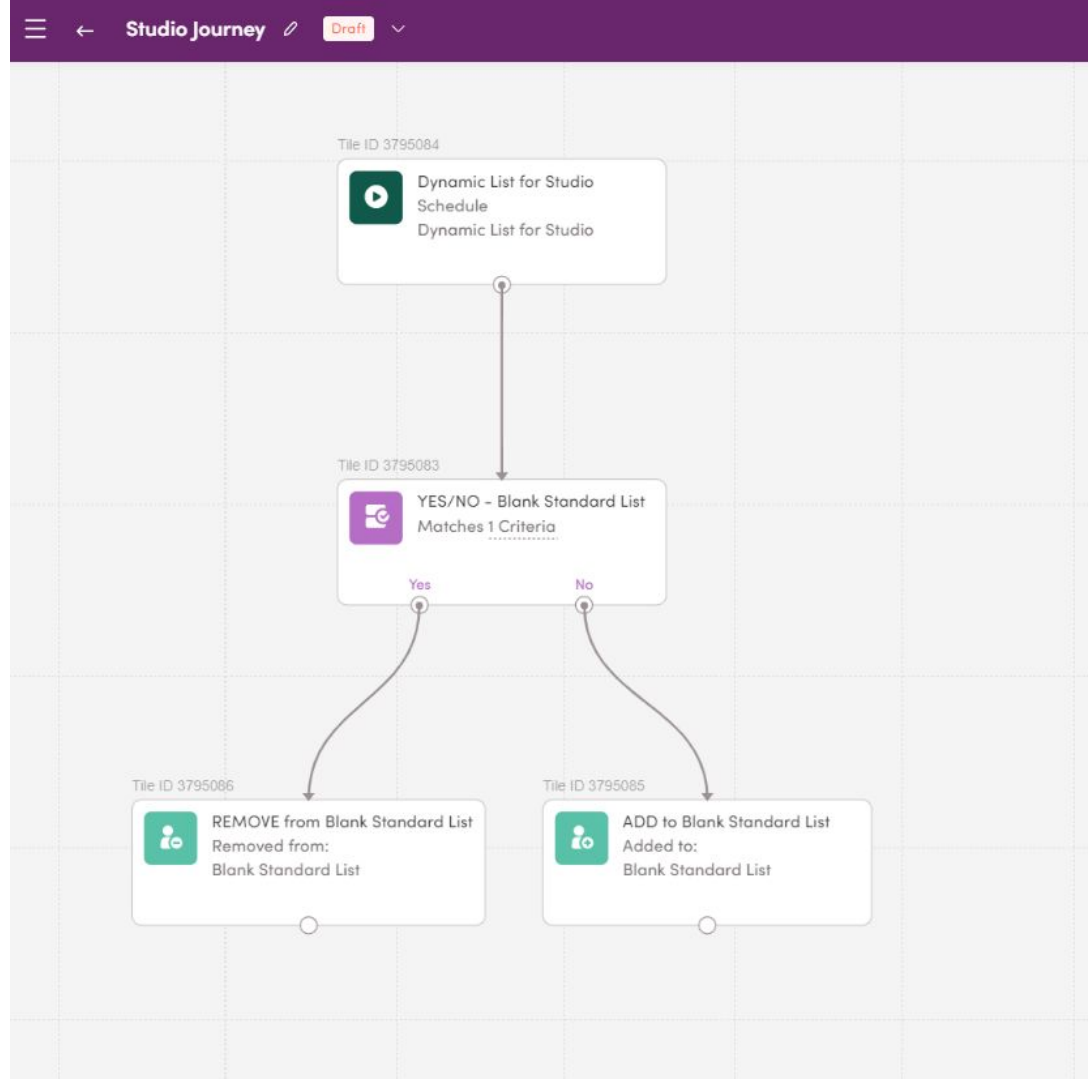 Studio Journey
Draft
Tile ID 3795084
Dynamic List for Studio
Schedule
Dynamic List for Studio
Tile ID 3795083
YES/NO - Blank Standard List
Matches 1 Criteria
Yes
No
Tile ID 3795086
REMOVE from Blank Standard List
Removed from:
Blank Standard List
Tile ID 3795085
ADD to Blank Standard List
Added to:
Blank Standard List